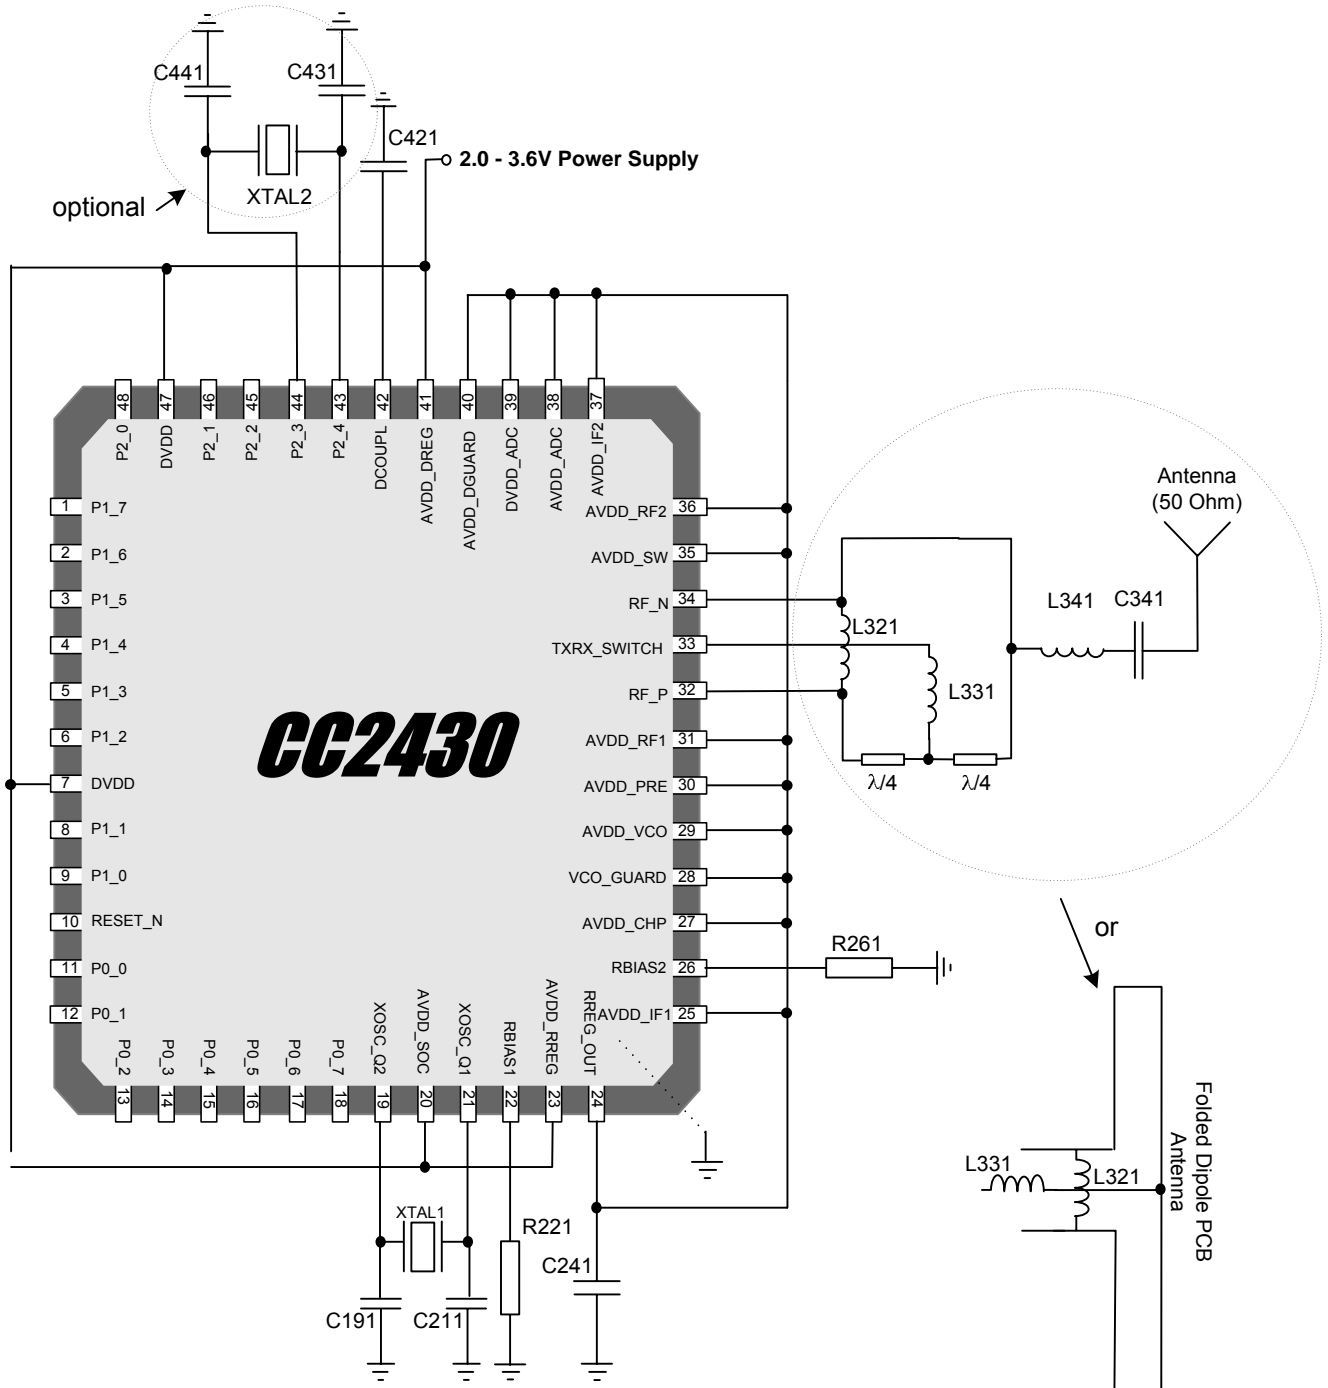 C441
C431
C421
2.0 - 3.6V Power Supply
XTAL2
optional
48
47
46
45
44
43
42
41
40
39
38
37
P2_0
DVDD
P2_1
P2_2
P2_3
P2_4
DCOUPL
AVDD_DREG
AVDD_DGUARD
DVDD_ADC
AVDD_ADC
AVDD_IF2
1 P1_7
2 P1_6
3 P1_5
4 P1_4
5 P1_3
6 P1_2
7 DVDD
8 P1_1
9 P1_0
10 RESET_N
11 P0_0
12 P0_1
CC2430
AVDD_RF2 36
AVDD_SW 35
RF_N 34
TXRX_SWITCH 33
RF_P 32
AVDD_RF1 31
AVDD_PRE 30
AVDD_VCO 29
VCO_GUARD 28
AVDD_CHP 27
RBIAS2 26
AVDD_IF1 25
P0_2
P0_3
P0_4
P0_5
P0_6
P0_7
XOSC_Q2
AVDD_SOC
XOSC_Q1
RBIAS1
AVDD_RREG
RREG_OUT
13
14
15
16
17
18
19
20
21
22
23
24
Antenna
(50 Ohm)
L341
C341
L321
L331
λ/4
λ/4
or
R261
XTAL1
R221
C241
C191
C211
L331
L321
Folded Dipole PCB
Antenna